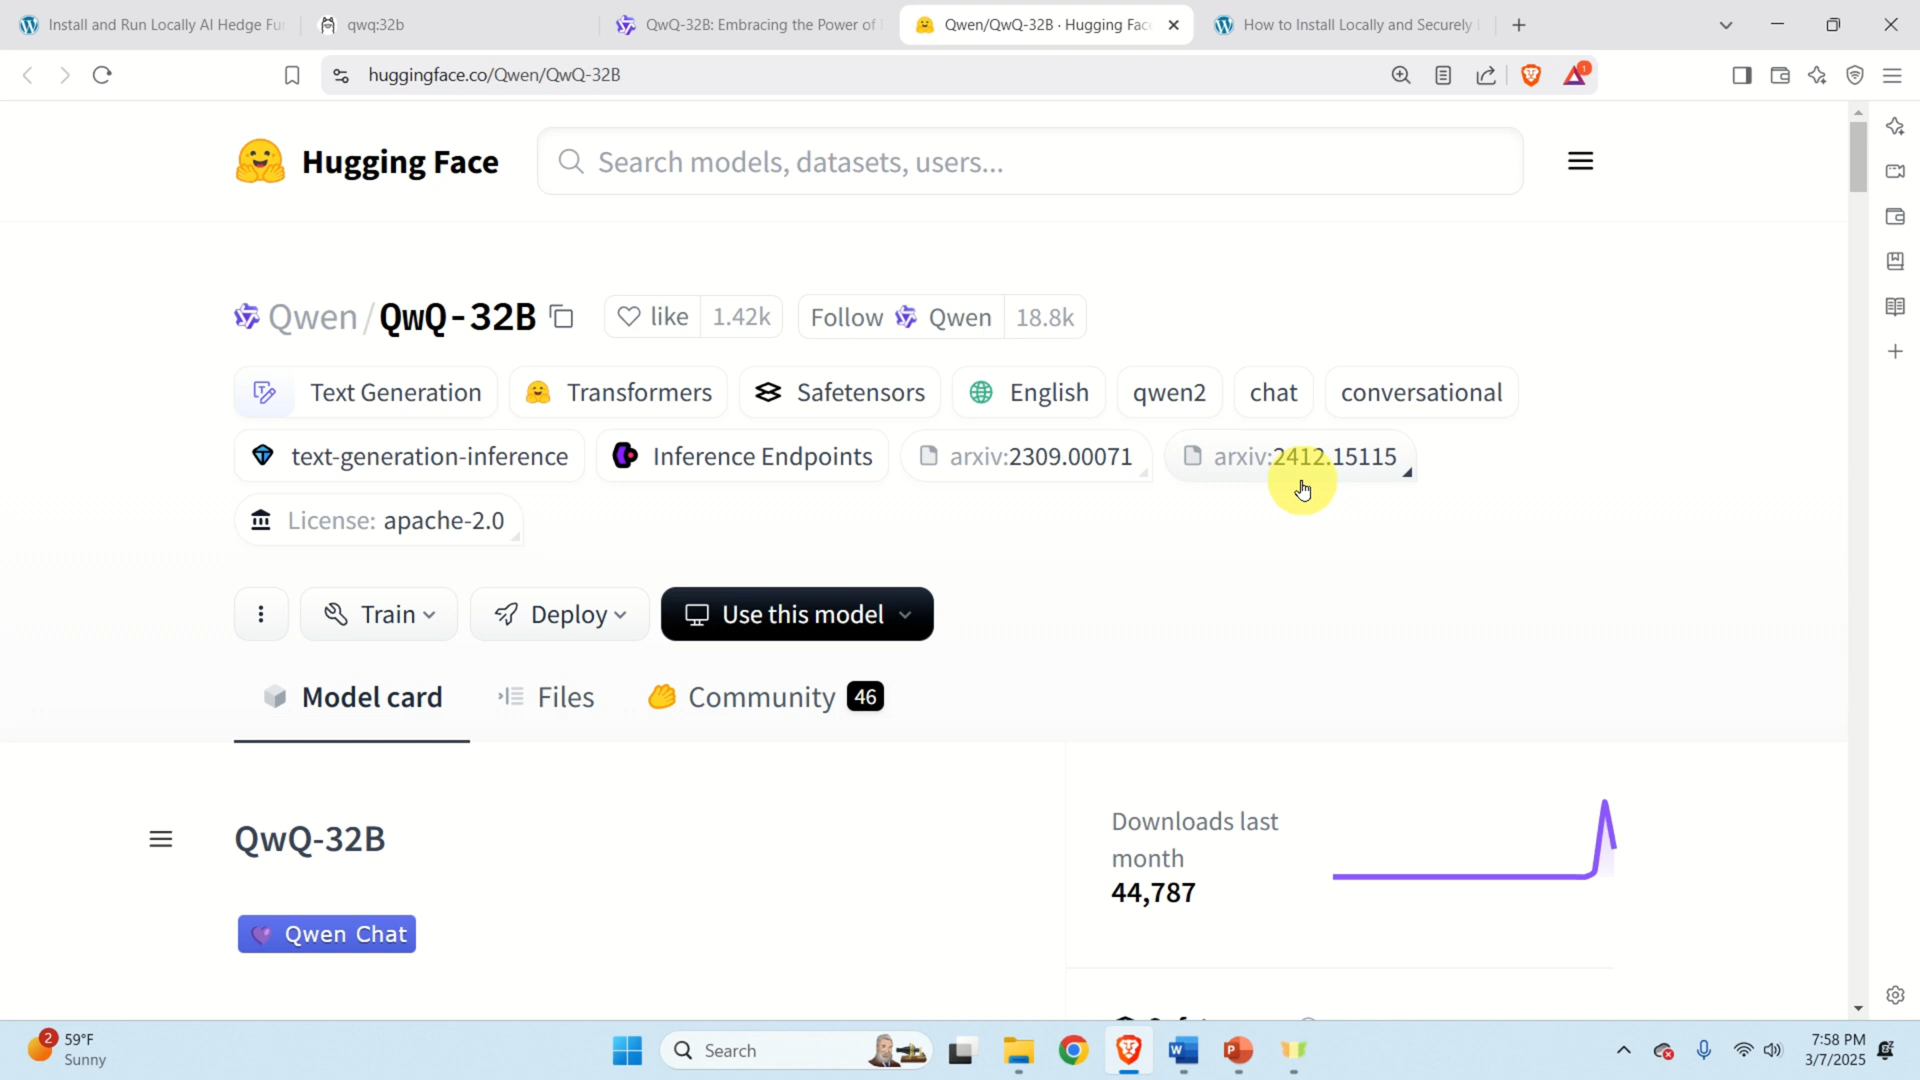 Install and Run Locally AI Hedge Fu
qwq:32b
QwQ-32B: Embracing the Power of
Qwen/QwQ-32B · Hugging Fac
How to Install Locally and Securely
huggingface.co/Qwen/QwQ-32B
1
Hugging Face
Search models, datasets, users...
Qwen/QwQ-32B
like 1.42k
Follow Qwen 18.8k
Text Generation Transformers Safetensors English qwen2 chat conversational
text-generation-inference Inference Endpoints arxiv:2309.00071 arxiv:2412.15115
License: apache-2.0
Train Deploy Use this model
Model card Files Community 46
QwQ-32B
Qwen Chat
Downloads last
month
44,787
2
59°F
Sunny
Search
7:58 PM
3/7/2025